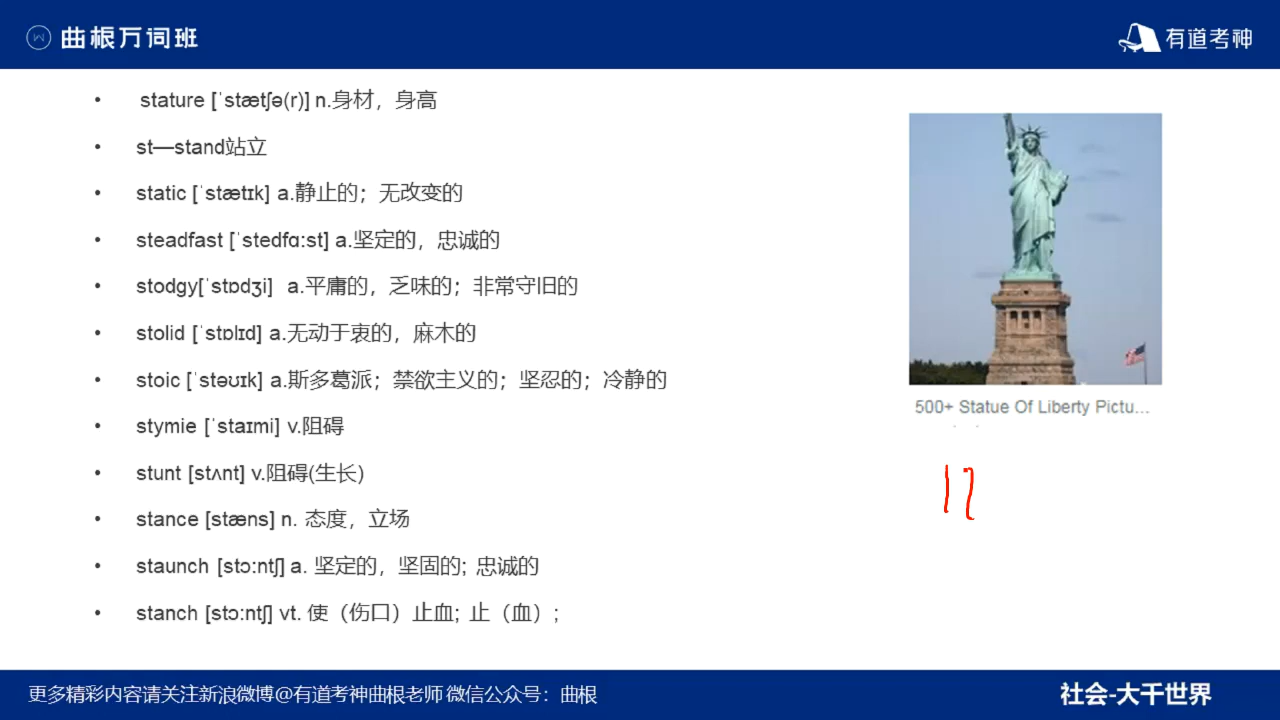 曲根万词班
有道考神
• stature [ˈstætʃə(r)] n.身材，身高
• st—stand站立
• static [ˈstætɪk] a.静止的；无改变的
• steadfast [ˈstedfɑːst] a.坚定的，忠诚的
• stodgy[ˈstɒdʒi] a.平庸的，乏味的；非常守旧的
• stolid [ˈstɒlɪd] a.无动于衷的，麻木的
• stoic [ˈstəʊɪk] a.斯多葛派；禁欲主义的；坚忍的；冷静的
• stymie [ˈstaɪmi] v.阻碍
• stunt [stʌnt] v.阻碍(生长)
• stance [stæns] n. 态度，立场
• staunch [stɔːntʃ] a. 坚定的，坚固的; 忠诚的
• stanch [stɔːntʃ] vt. 使（伤口）止血; 止（血）;
500+ Statue Of Liberty Pictu...
更多精彩内容请关注新浪微博@有道考神曲根老师 微信公众号：曲根
社会-大千世界